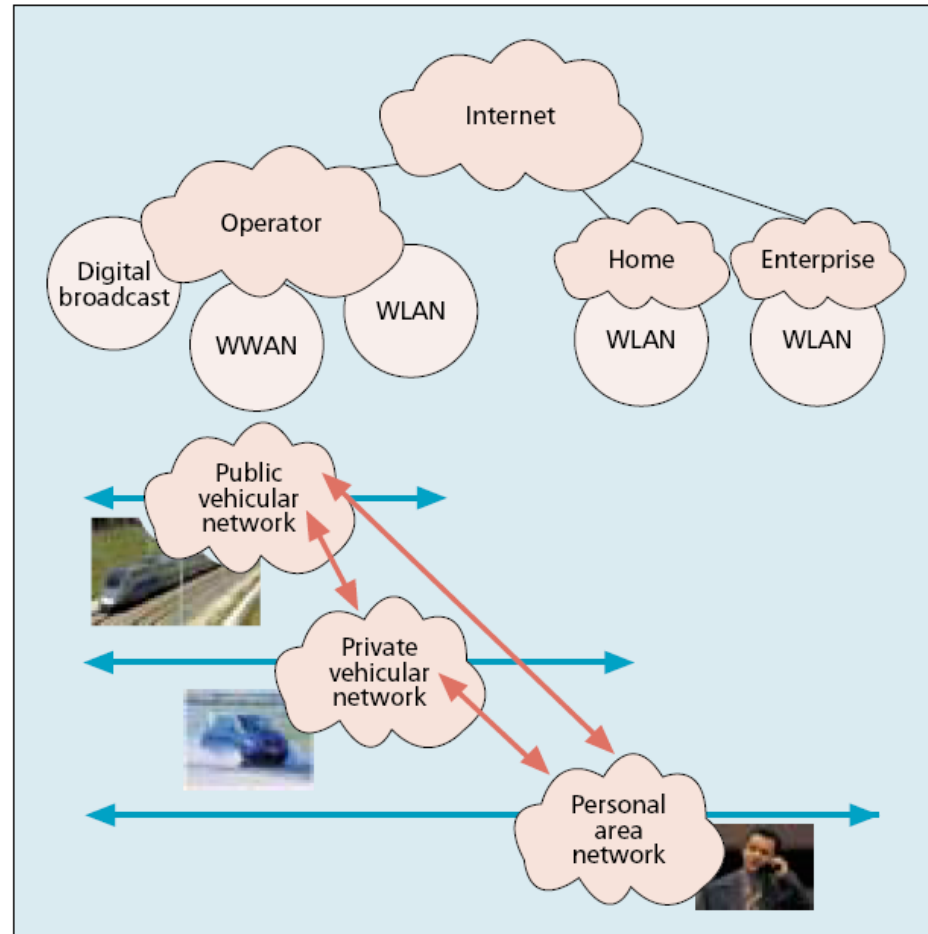 Internet
Operator
Digital
broadcast
WWAN
WLAN
Home
WLAN
Enterprise
WLAN
Public
vehicular
network
Private
vehicular
network
Personal
area
network